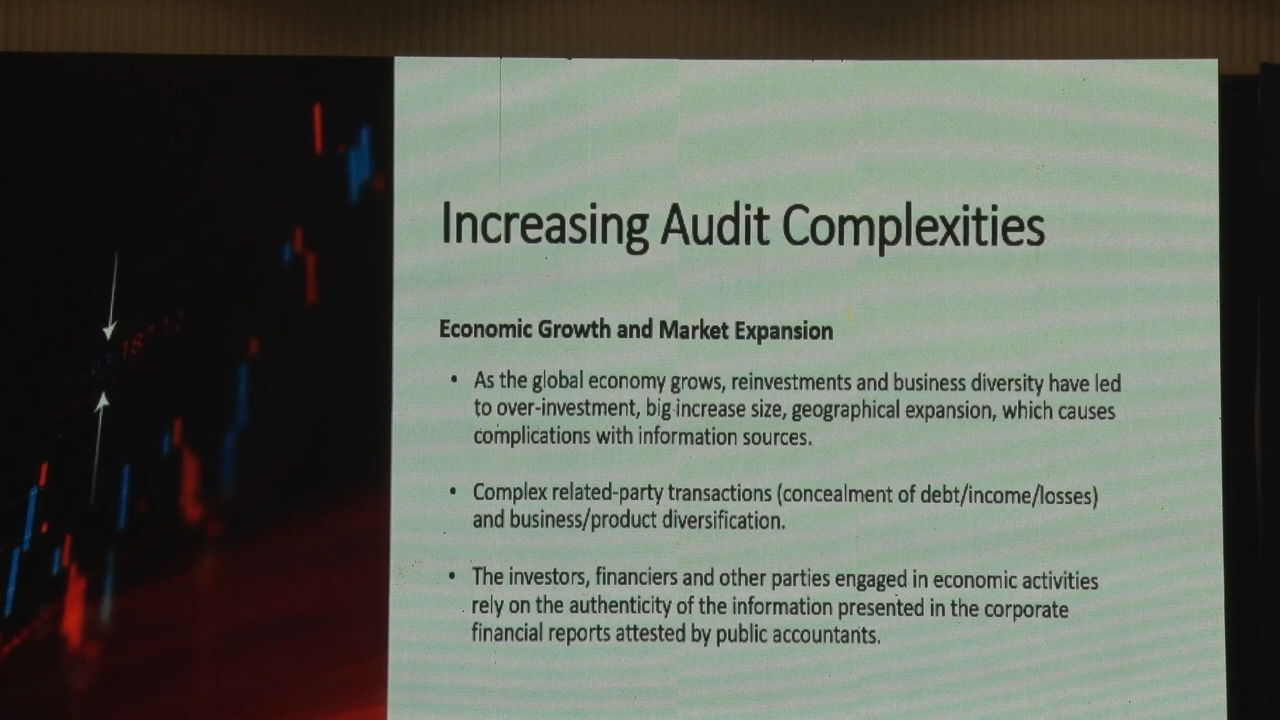 Increasing Audit Complexities
Economic Growth and Market Expansion
• As the global economy grows, reinvestments and business diversity have led
to over-investment, big increase size, geographical expansion, which causes
complications with information sources.
• Complex related-party transactions (concealment of debt/income/losses)
and business/product diversification.
• The investors, financiers and other parties engaged in economic activities
rely on the authenticity of the information presented in the corporate
financial reports attested by public accountants.